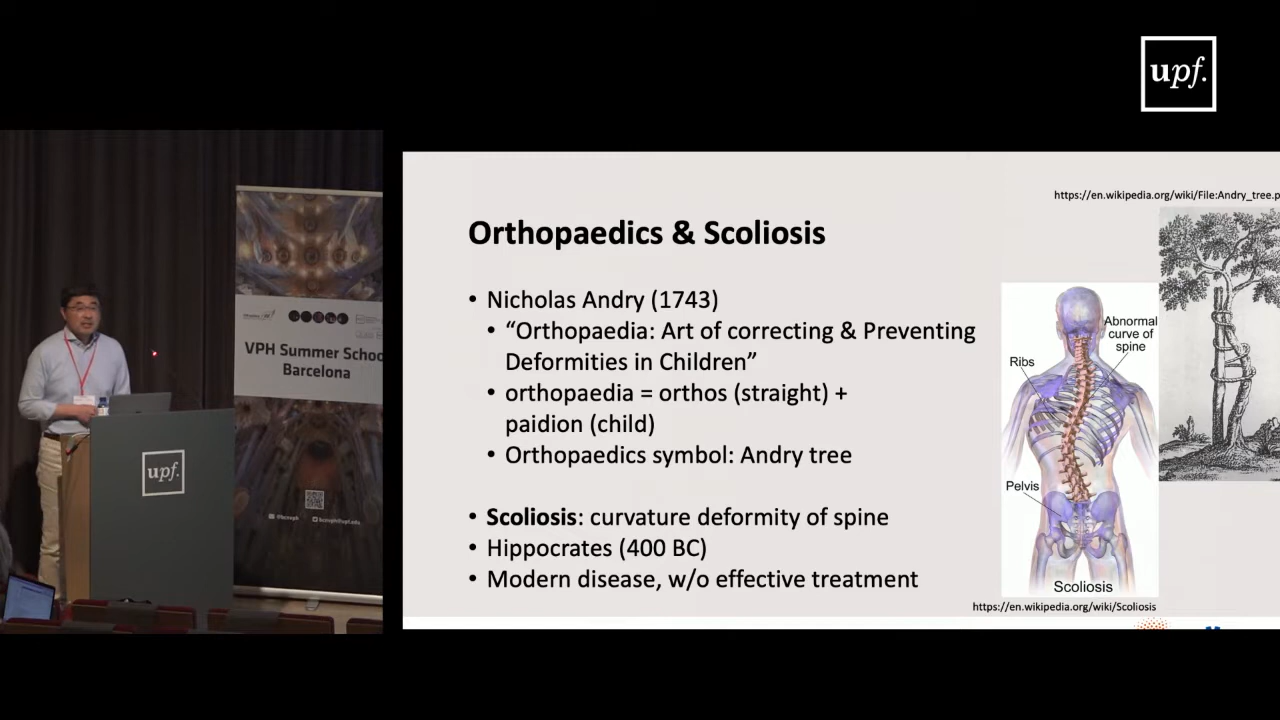 upf.
https://en.wikipedia.org/wiki/File:Andry_tree.p
Orthopaedics & Scoliosis
• Nicholas Andry (1743)
• “Orthopaedia: Art of correcting & Preventing
Deformities in Children”
• orthopaedia = orthos (straight) +
paidion (child)
• Orthopaedics symbol: Andry tree
• Scoliosis: curvature deformity of spine
• Hippocrates (400 BC)
• Modern disease, w/o effective treatment
Abnormal
curve of
spine
Ribs
Pelvis
Scoliosis
https://en.wikipedia.org/wiki/Scoliosis
VPH Summer Schoo
Barcelona
upf.